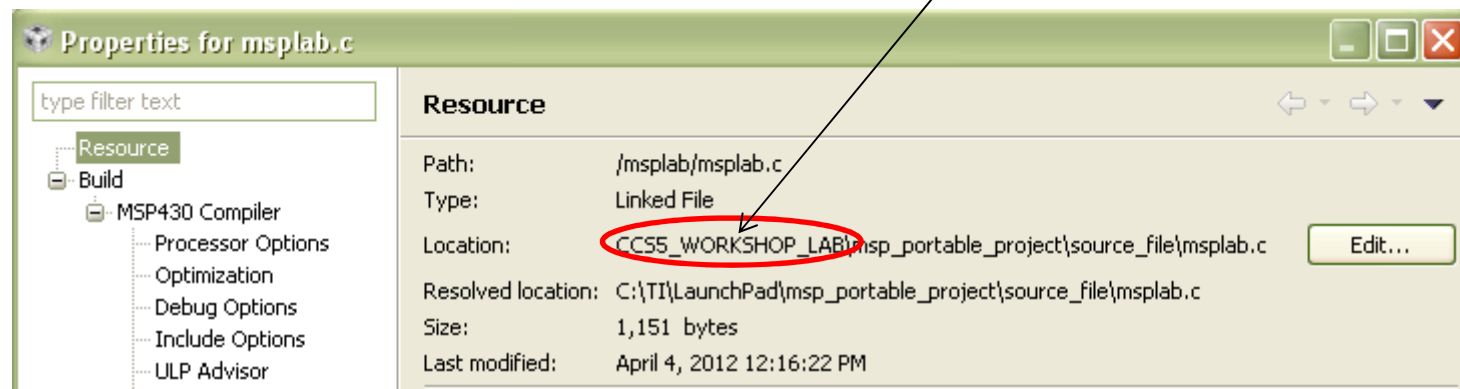 Properties for msplab.c
type filter text
Resource
Build
MSP430 Compiler
Processor Options
Optimization
Debug Options
Include Options
ULP Advisor
Resource
Path: /msplab/msplab.c
Type: Linked File
Location: CCS5_WORKSHOP_LAB\msp_portable_project\source_file\msplab.c Edit...
Resolved location: C:\TI\LaunchPad\msp_portable_project\source_file\msplab.c
Size: 1,151 bytes
Last modified: April 4, 2012 12:16:22 PM